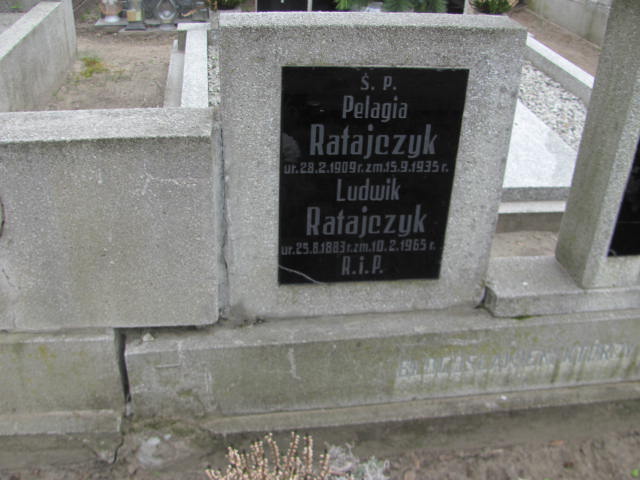 Ś. P.
Pelagia
Ratajczyk
ur. 28.2.1909 r. zm. 15.9.1935 r.
Ludwik
Ratajczyk
ur. 25.8.1883 r. zm. 10.2.1965 r.
R.i.P.